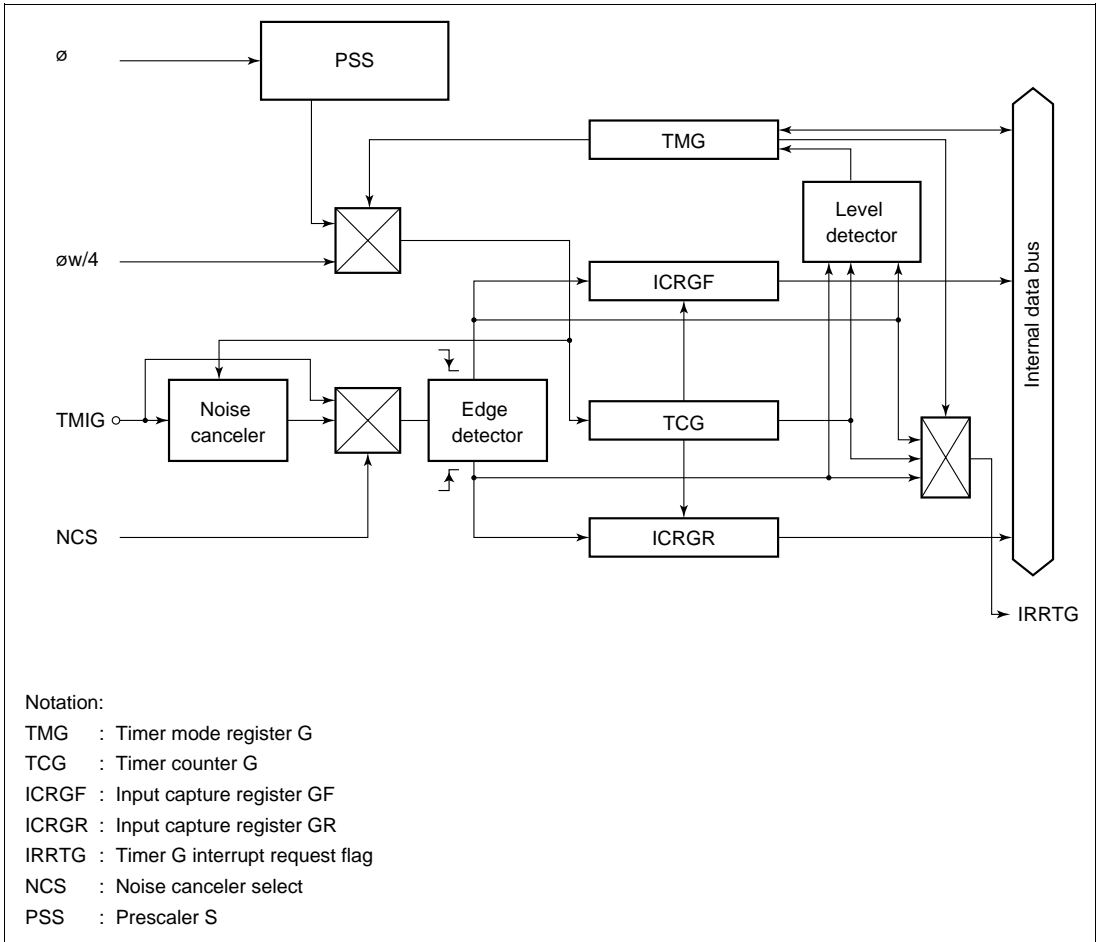 ø
PSS
TMG
Level
detector
øw/4
ICRGF
Internal data bus
TMIG
Noise
canceler
Edge
detector
TCG
NCS
ICRGR
IRRTG
Notation:
TMG : Timer mode register G
TCG : Timer counter G
ICRGF : Input capture register GF
ICRGR : Input capture register GR
IRRTG : Timer G interrupt request flag
NCS : Noise canceler select
PSS : Prescaler S